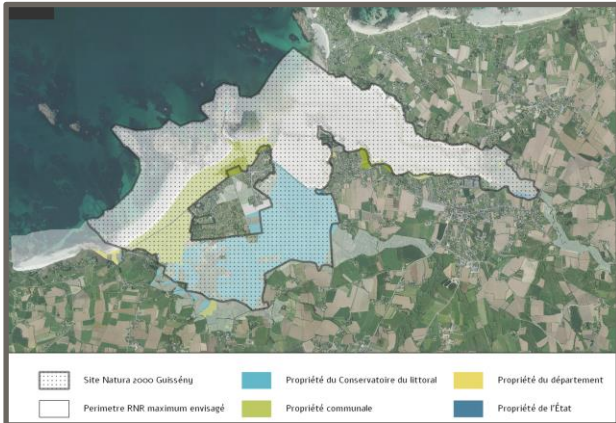 Site Natura 2000 Guissény
Propriété du Conservatoire du littoral
Propriété du département
Perimetre RNR maximum envisagé
Propriété communale
Propriété de l'État